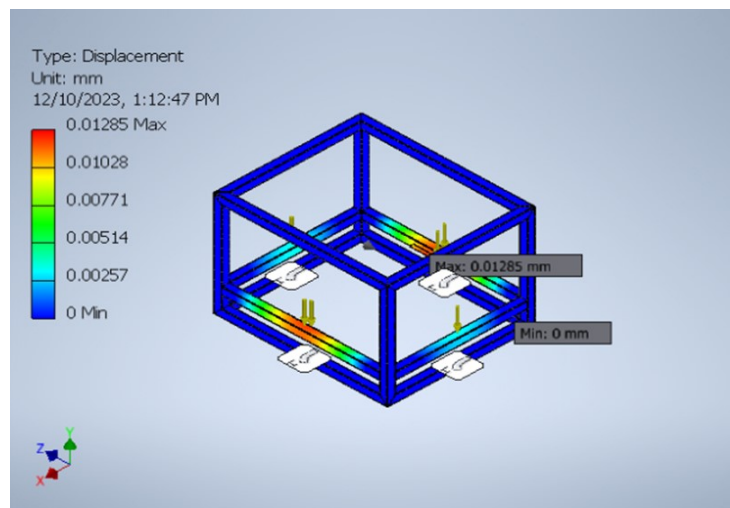 Type: Displacement
Unit: mm
12/10/2023, 1:12:47 PM
0.01285 Max
0.01028
0.00771
0.00514
0.00257
0 Min
Max: 0.01285 mm
Min: 0 mm
Y
Z
X